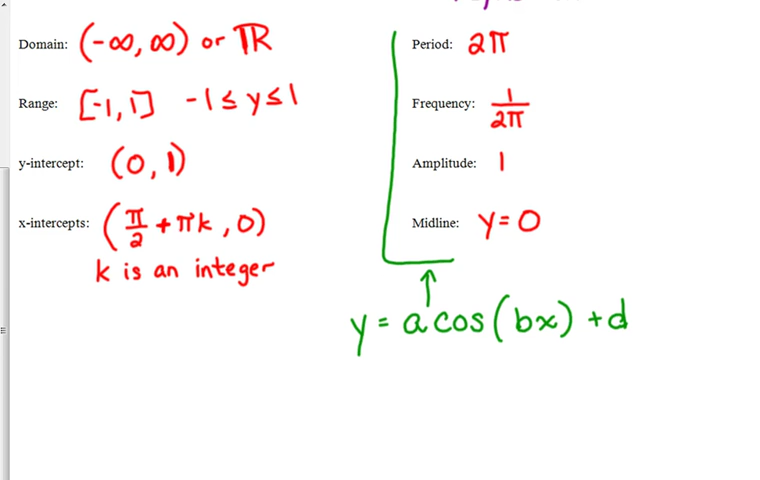 Domain: (-∞, ∞) or ℝ
Range: [-1, 1] -1 ≤ y ≤ 1
y-intercept: (0, 1)
x-intercepts: (π/2 + πk, 0)
k is an integer
Period: 2π
Frequency: 1/2π
Amplitude: 1
Midline: y = 0
y = a cos(bx) + d